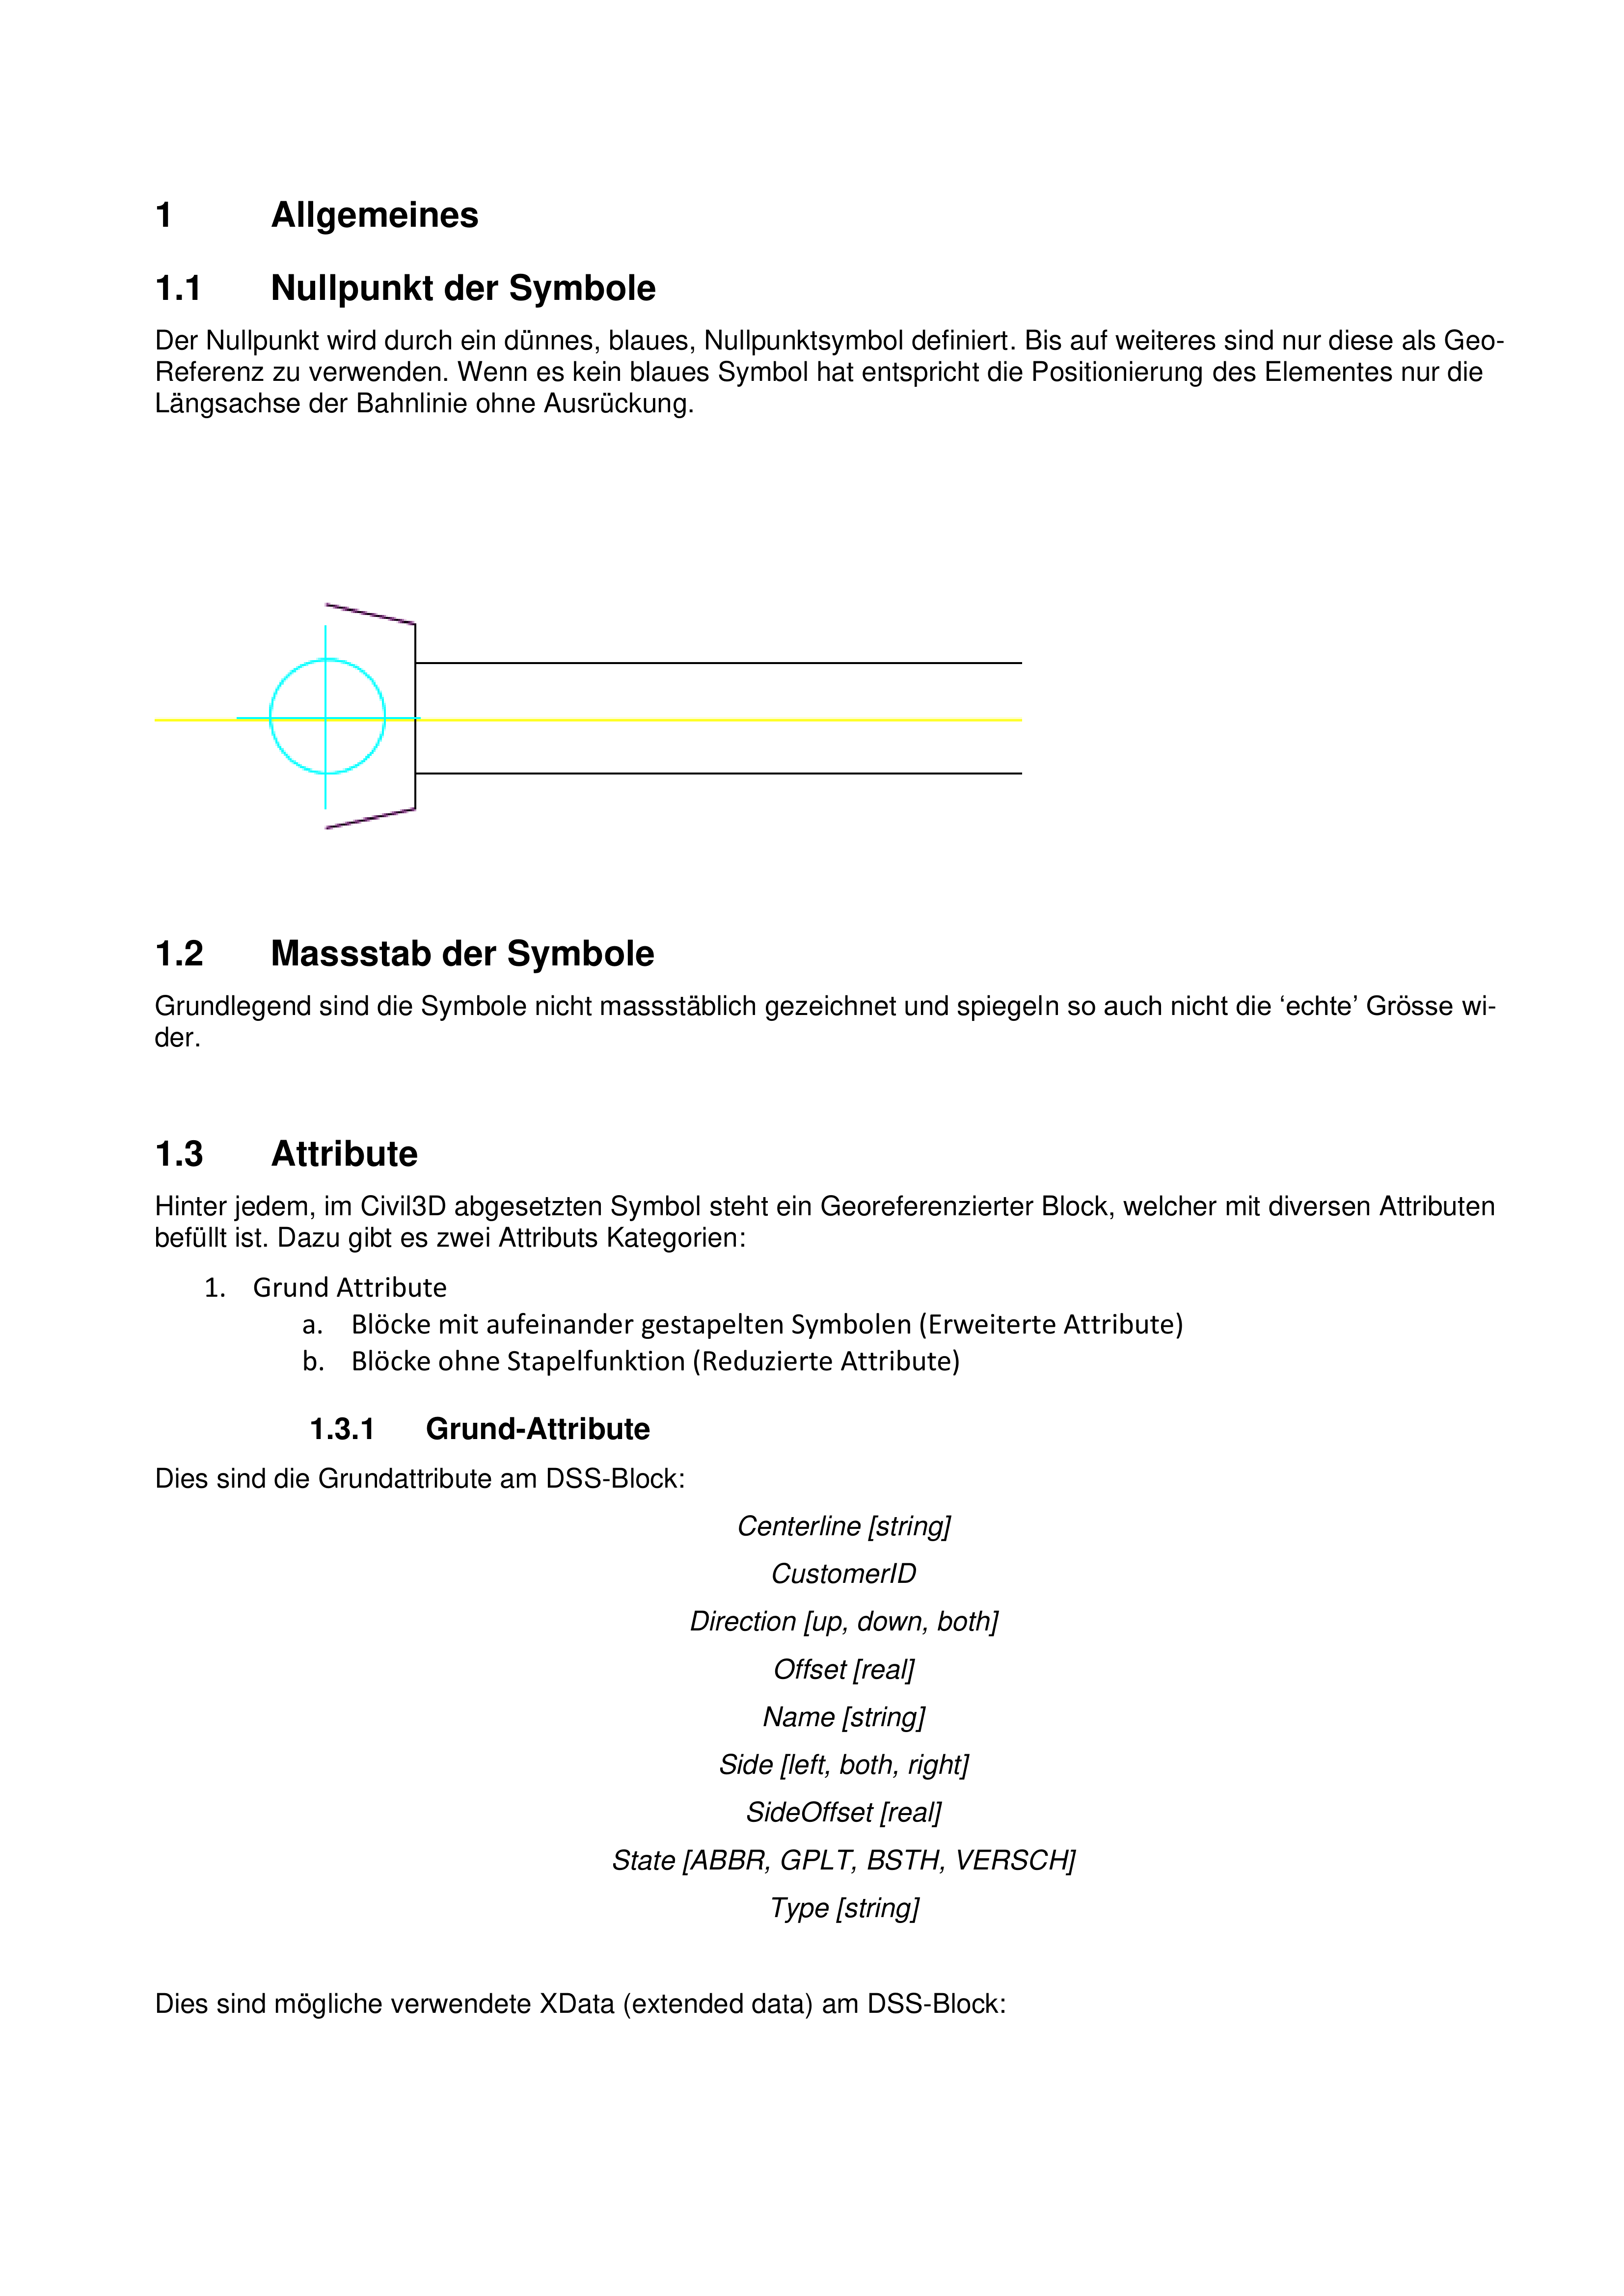 1 Allgemeines
1.1 Nullpunkt der Symbole
Der Nullpunkt wird durch ein dünnes, blaues, Nullpunktsymbol definiert. Bis auf weiteres sind nur diese als Geo-
Referenz zu verwenden. Wenn es kein blaues Symbol hat entspricht die Positionierung des Elementes nur die
Längsachse der Bahnlinie ohne Ausrückung.
1.2 Massstab der Symbole
Grundlegend sind die Symbole nicht massstäblich gezeichnet und spiegeln so auch nicht die ‘echte’ Grösse wi-
der.
1.3 Attribute
Hinter jedem, im Civil3D abgesetzten Symbol steht ein Georeferenzierter Block, welcher mit diversen Attributen
befüllt ist. Dazu gibt es zwei Attributs Kategorien:
1. Grund Attribute
a. Blöcke mit aufeinander gestapelten Symbolen (Erweiterte Attribute)
b. Blöcke ohne Stapelfunktion (Reduzierte Attribute)
1.3.1 Grund-Attribute
Dies sind die Grundattribute am DSS-Block:
Centerline [string]
CustomerID
Direction [up, down, both]
Offset [real]
Name [string]
Side [left, both, right]
SideOffset [real]
State [ABBR, GPLT, BSTH, VERSCH]
Type [string]
Dies sind mögliche verwendete XData (extended data) am DSS-Block: